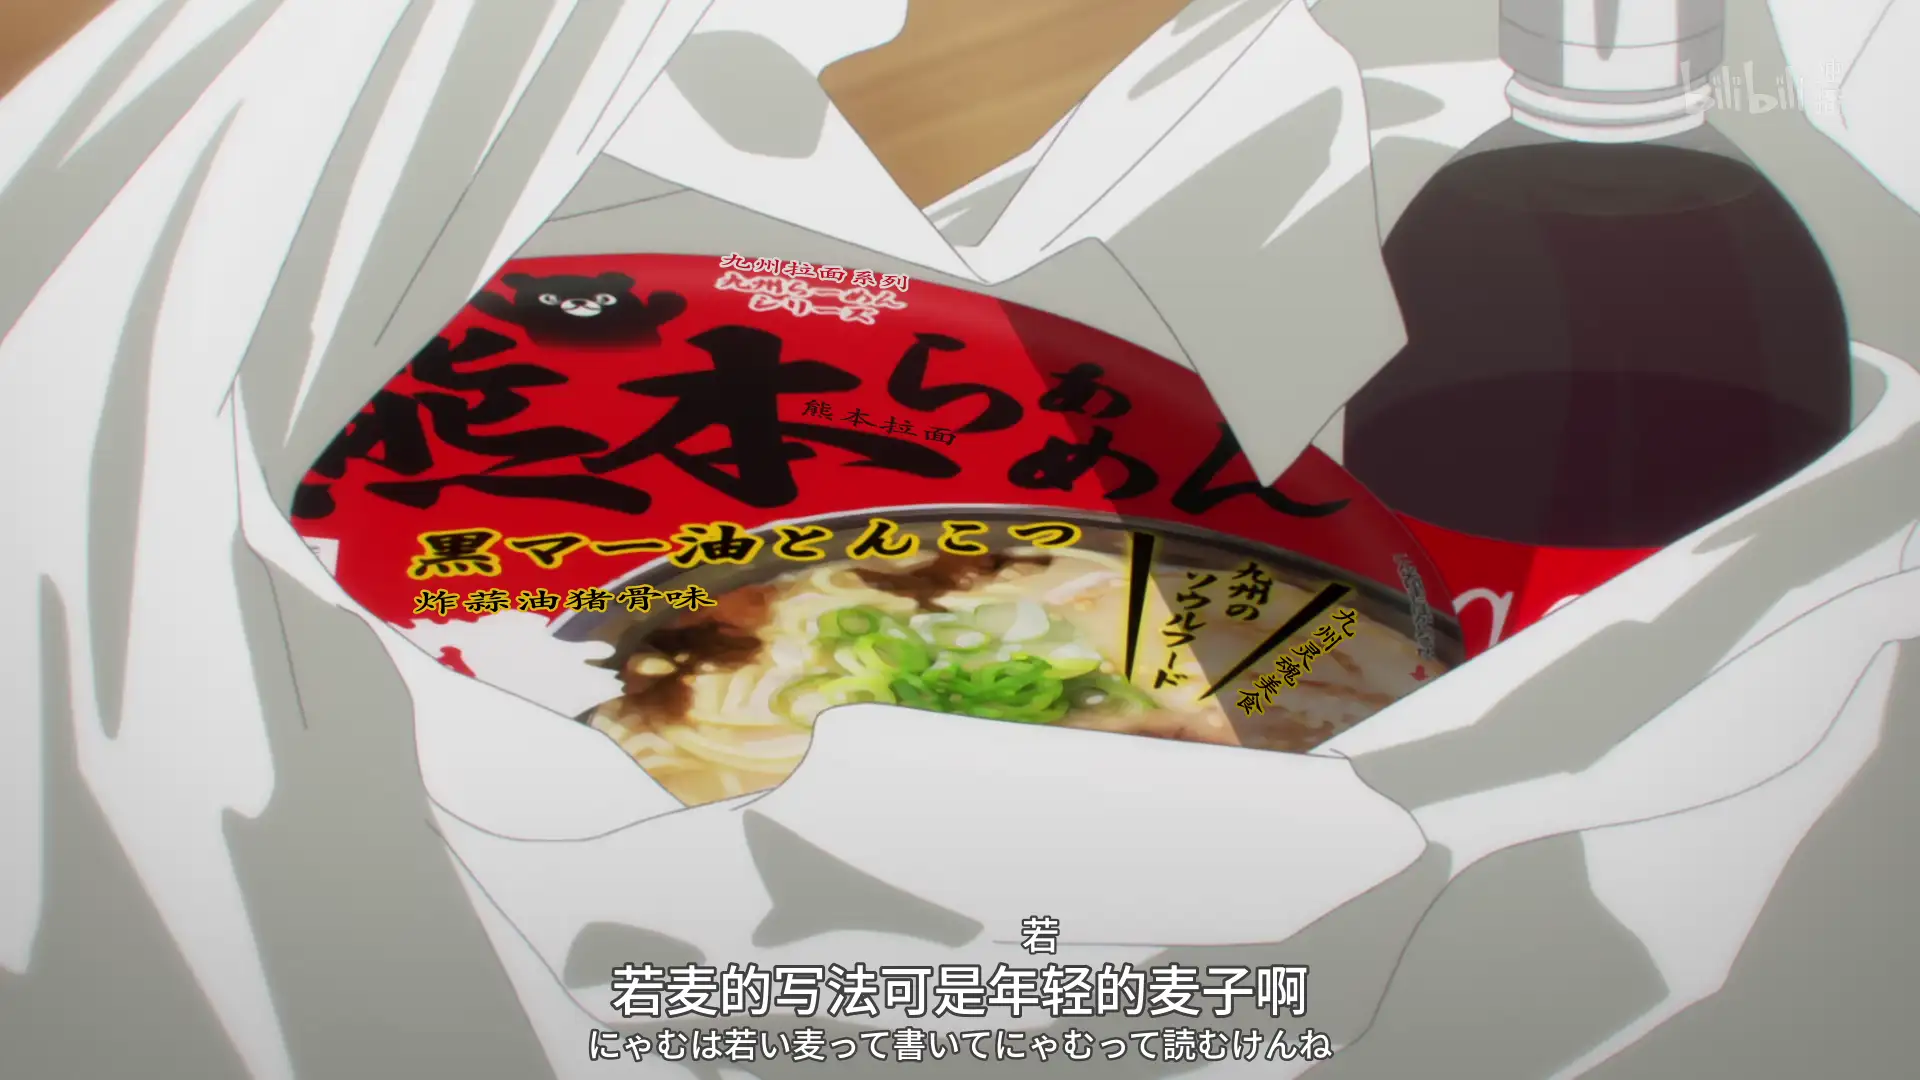 bilibili
九州拉面系列
九州らーめん
シリーズ
熊本らぁめん
熊本拉面
黒マー油とんこつ
炸蒜油猪骨味
九州の
ソウルフード
九州灵魂美食
若
若麦的写法可是年轻的麦子啊
にゃむは若い麦って書いてにゃむって読むけんね